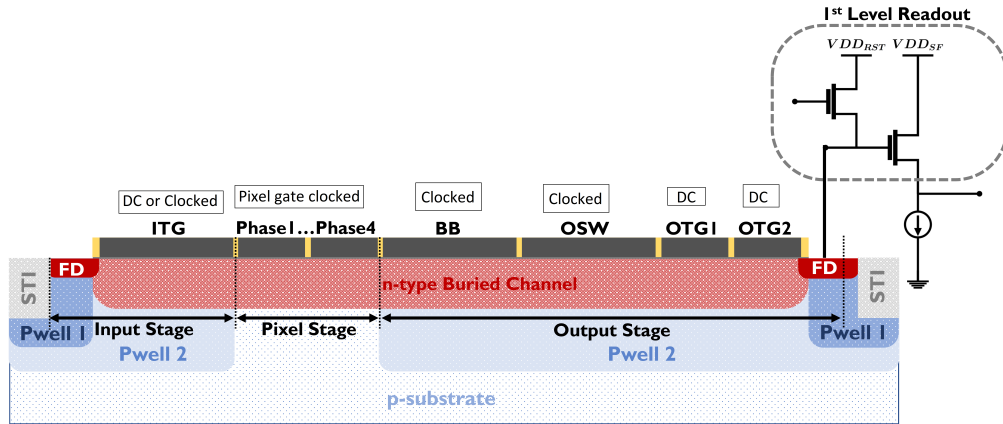 1st Level Readout
VDD_RST VDD_SF
DC or Clocked
Pixel gate clocked
Clocked
Clocked
DC
DC
ITG
Phase1...Phase4
BB
OSW
OTG1
OTG2
FD
n-type Buried Channel
FD
STI
STI
Pwell 1
Input Stage
Pixel Stage
Output Stage
Pwell 1
Pwell 2
Pwell 2
p-substrate